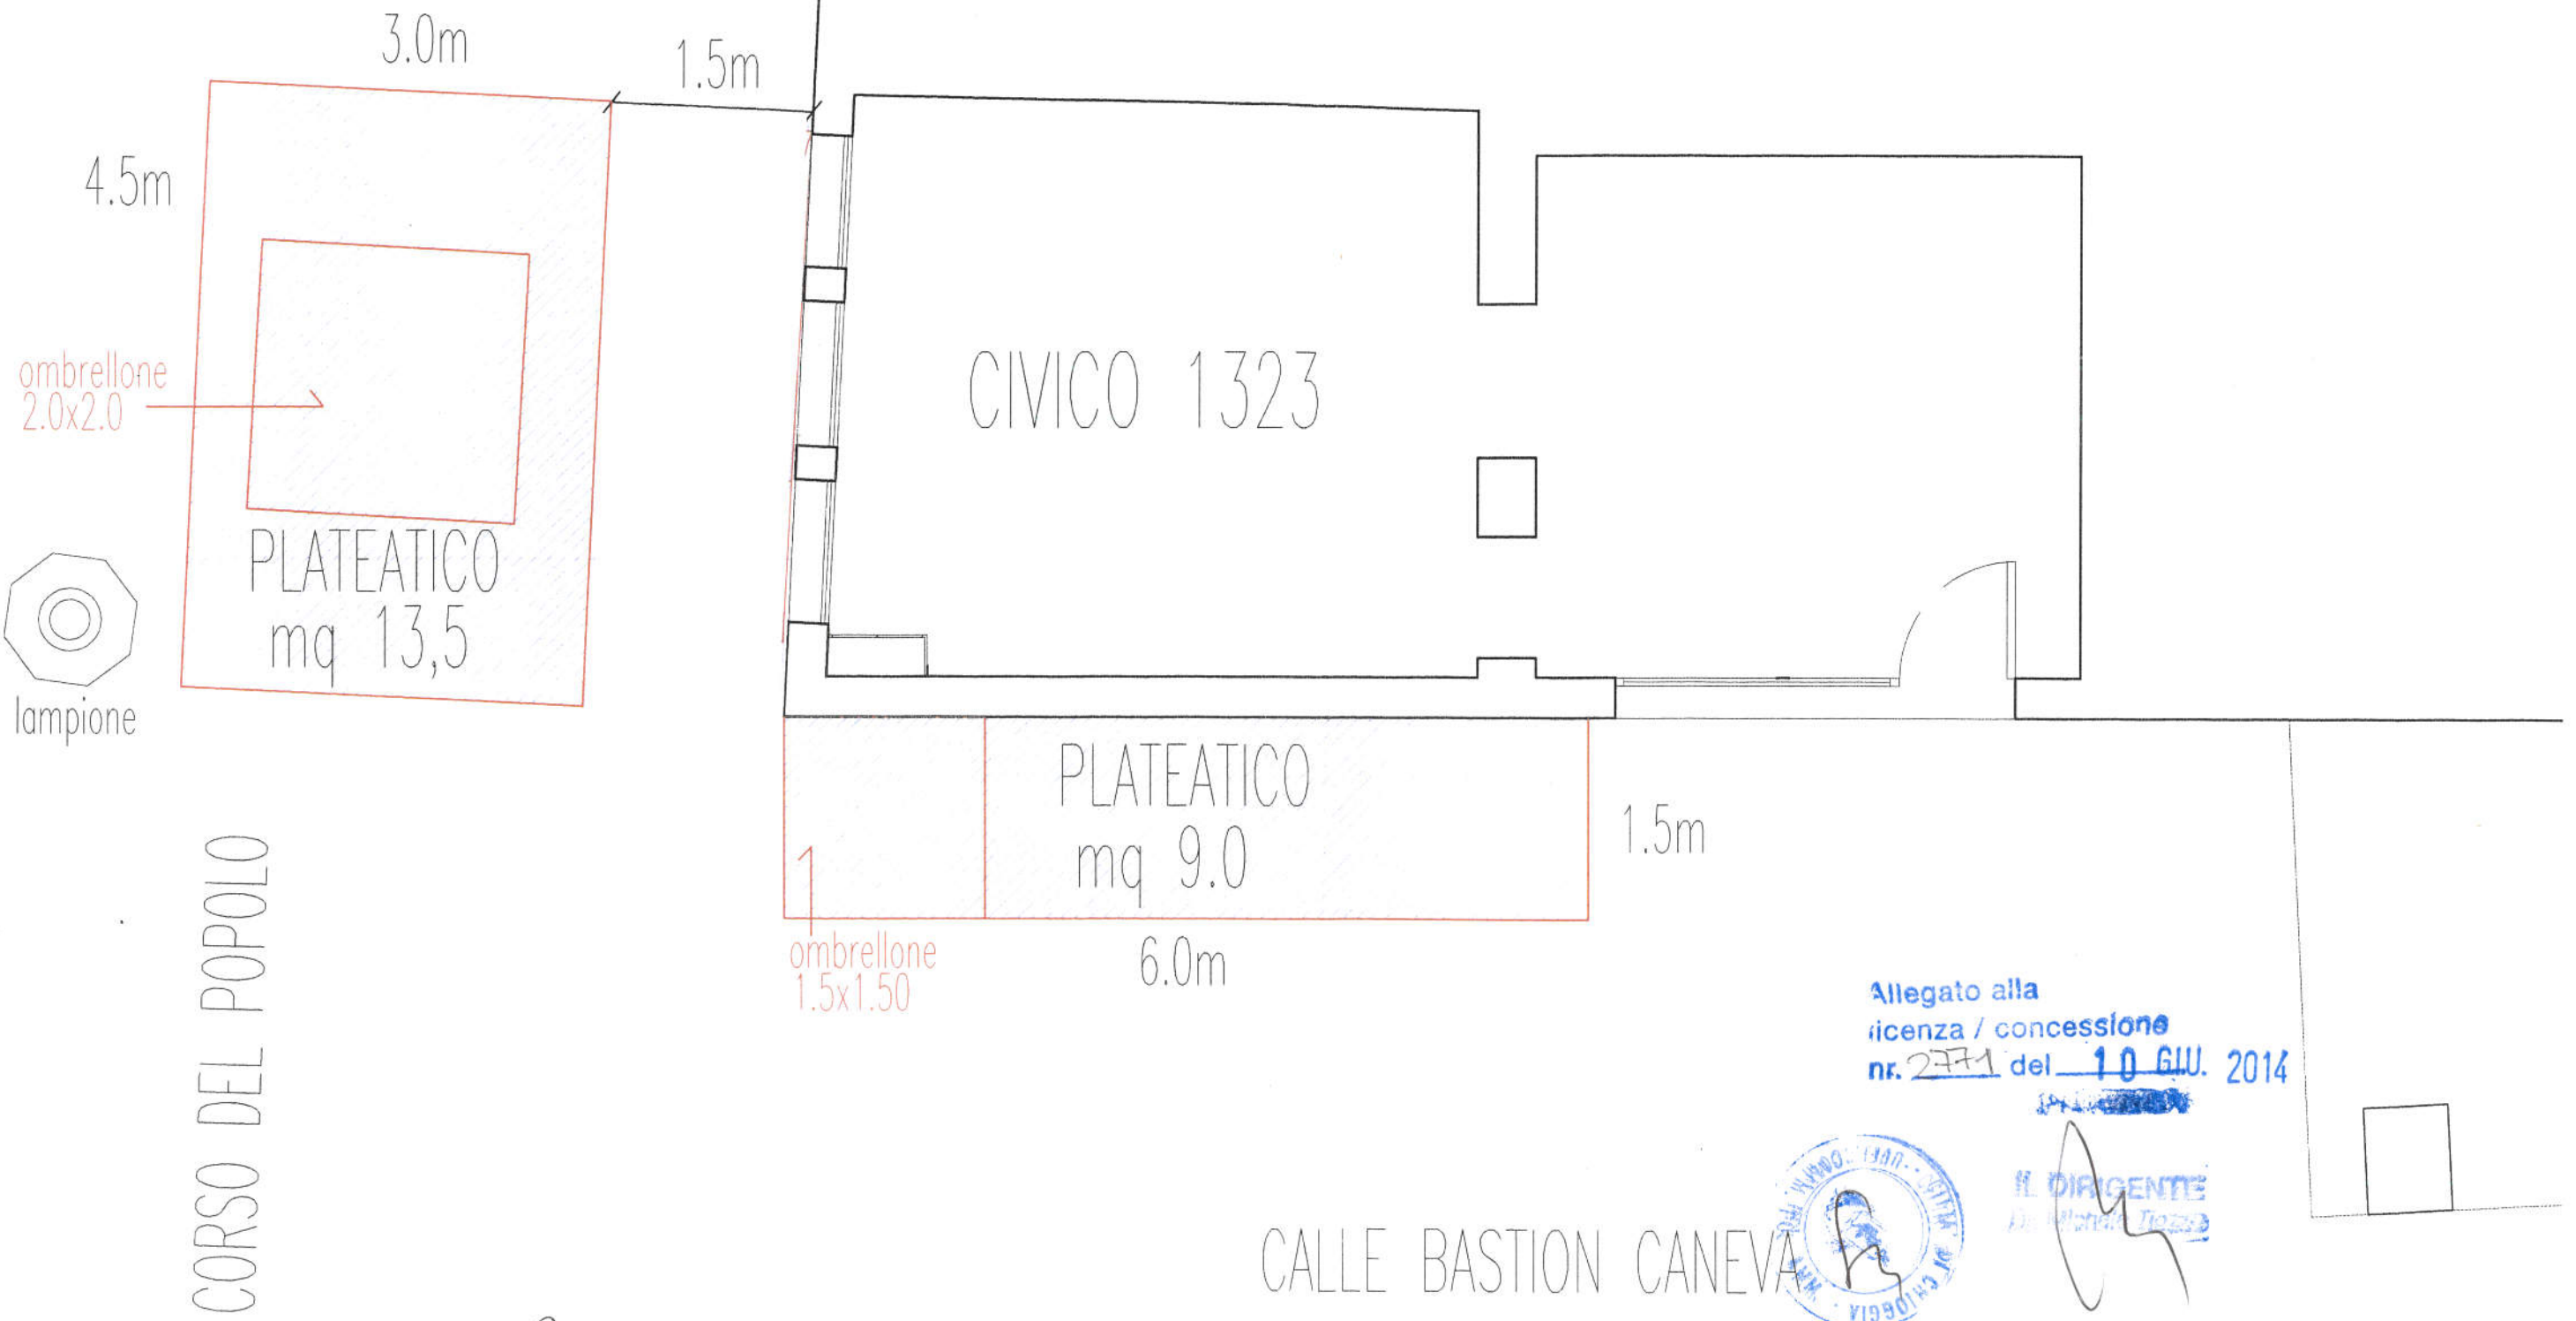 3.0m
1.5m
4.5m
ombrellone
2.0x2.0
CIVICO 1323
PLATEATICO
mq 13,5
lampione
PLATEATICO
mq 9.0
1.5m
ombrellone
1.5x1.50
6.0m
CORSO DEL POPOLO
Allegato alla
licenza / concessione
nr. 2771 del 10 GIU. 2014
IL DIRIGENTE
CALLE BASTION CANEVA
DI CHIOGGIA